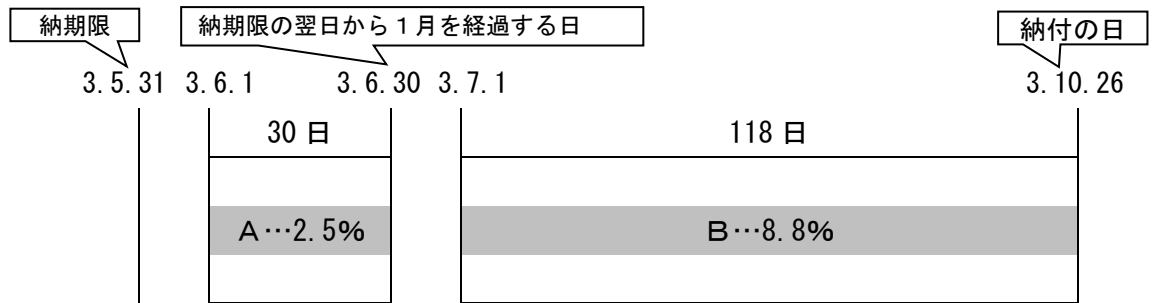 納期限
納期限の翌日から１月を経過する日
納付の日
3.5.31 3.6.1 3.6.30 3.7.1 3.10.26
30 日 118 日
Ａ…2.5% Ｂ…8.8%